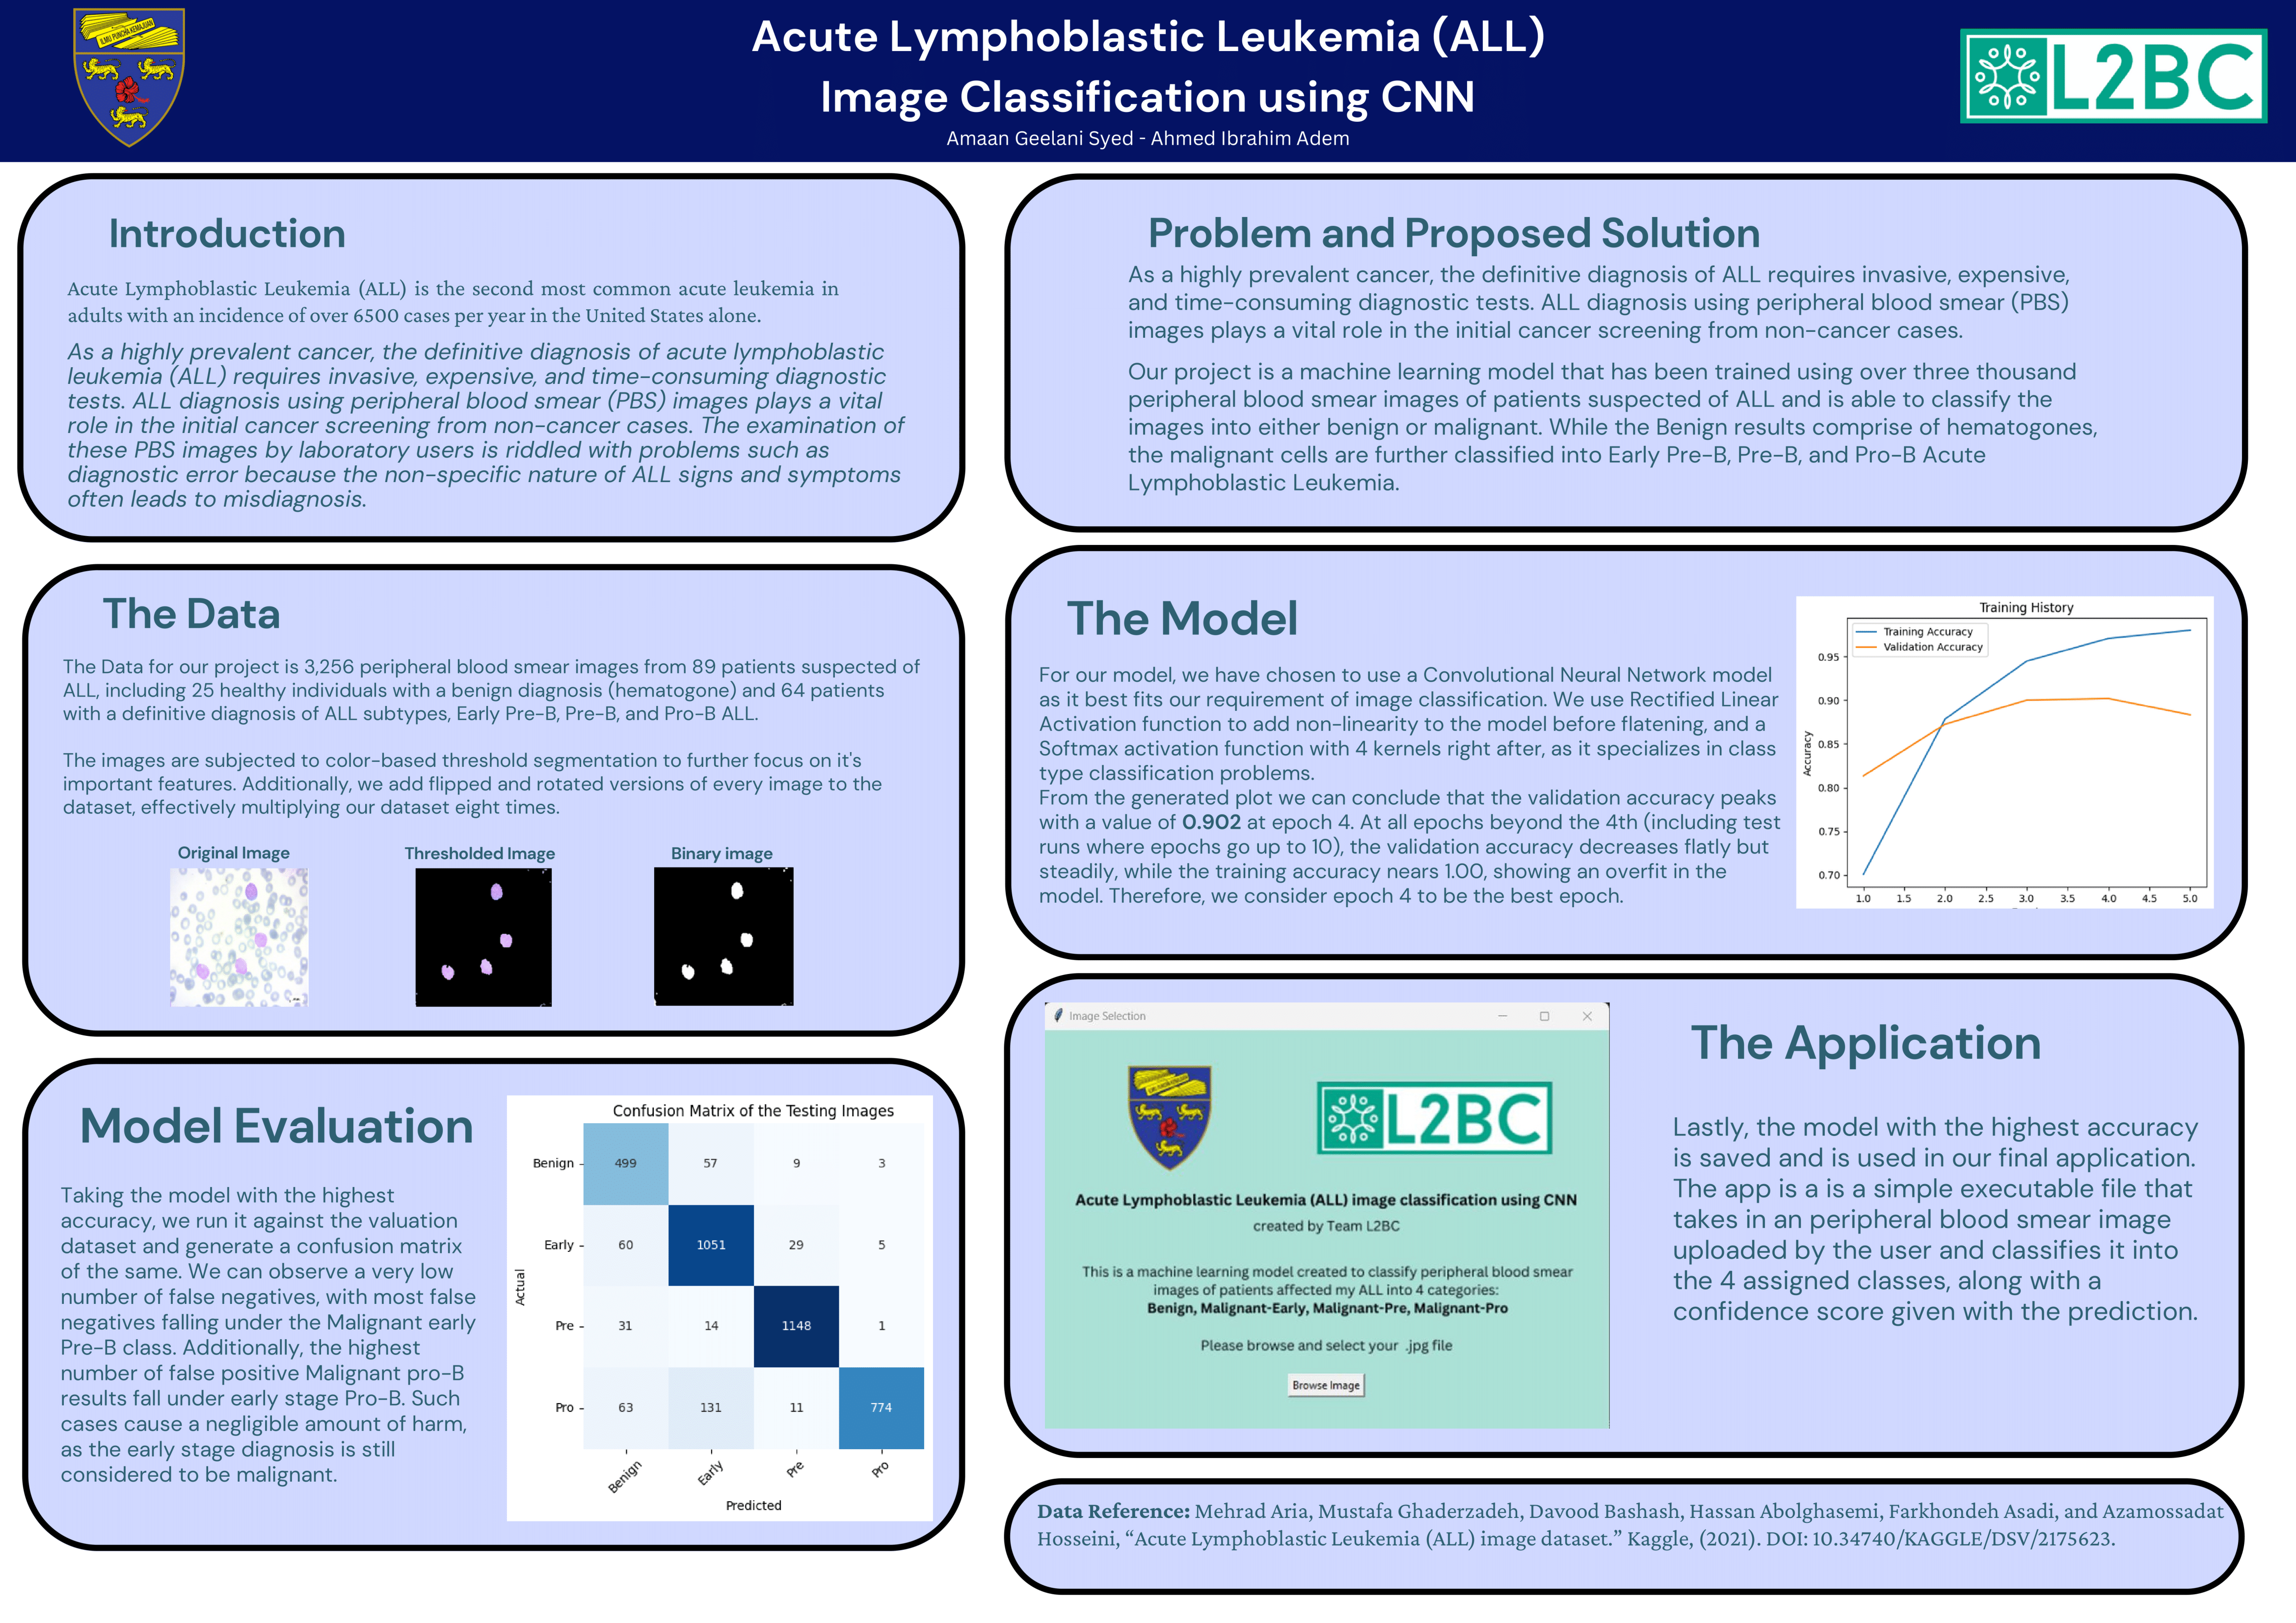 ILMU PUNCHA KEMAJUAN
Acute Lymphoblastic Leukemia (ALL)
Image Classification using CNN
Amaan Geelani Syed - Ahmed Ibrahim Adem
L2BC
Introduction
Acute Lymphoblastic Leukemia (ALL) is the second most common acute leukemia in
adults with an incidence of over 6500 cases per year in the United States alone.
As a highly prevalent cancer, the definitive diagnosis of acute lymphoblastic
leukemia (ALL) requires invasive, expensive, and time-consuming diagnostic
tests. ALL diagnosis using peripheral blood smear (PBS) images plays a vital
role in the initial cancer screening from non-cancer cases. The examination of
these PBS images by laboratory users is riddled with problems such as
diagnostic error because the non-specific nature of ALL signs and symptoms
often leads to misdiagnosis.
Problem and Proposed Solution
As a highly prevalent cancer, the definitive diagnosis of ALL requires invasive, expensive,
and time-consuming diagnostic tests. ALL diagnosis using peripheral blood smear (PBS)
images plays a vital role in the initial cancer screening from non-cancer cases.
Our project is a machine learning model that has been trained using over three thousand
peripheral blood smear images of patients suspected of ALL and is able to classify the
images into either benign or malignant. While the Benign results comprise of hematogones,
the malignant cells are further classified into Early Pre-B, Pre-B, and Pro-B Acute
Lymphoblastic Leukemia.
The Data
The Data for our project is 3,256 peripheral blood smear images from 89 patients suspected of
ALL, including 25 healthy individuals with a benign diagnosis (hematogone) and 64 patients
with a definitive diagnosis of ALL subtypes, Early Pre-B, Pre-B, and Pro-B ALL.
The images are subjected to color-based threshold segmentation to further focus on it's
important features. Additionally, we add flipped and rotated versions of every image to the
dataset, effectively multiplying our dataset eight times.
Original Image Thresholded Image Binary image
The Model
For our model, we have chosen to use a Convolutional Neural Network model
as it best fits our requirement of image classification. We use Rectified Linear
Activation function to add non-linearity to the model before flatening, and a
Softmax activation function with 4 kernels right after, as it specializes in class
type classification problems.
From the generated plot we can conclude that the validation accuracy peaks
with a value of 0.902 at epoch 4. At all epochs beyond the 4th (including test
runs where epochs go up to 10), the validation accuracy decreases flatly but
steadily, while the training accuracy nears 1.00, showing an overfit in the
model. Therefore, we consider epoch 4 to be the best epoch.
Training History
Training Accuracy
Validation Accuracy
Accuracy
0.95
0.90
0.85
0.80
0.75
0.70
1.0 1.5 2.0 2.5 3.0 3.5 4.0 4.5 5.0
Model Evaluation
Taking the model with the highest
accuracy, we run it against the valuation
dataset and generate a confusion matrix
of the same. We can observe a very low
number of false negatives, with most false
negatives falling under the Malignant early
Pre-B class. Additionally, the highest
number of false positive Malignant pro-B
results fall under early stage Pro-B. Such
cases cause a negligible amount of harm,
as the early stage diagnosis is still
considered to be malignant.
Confusion Matrix of the Testing Images
Actual
Benign 499 57 9 3
Early 60 1051 29 5
Pre 31 14 1148 1
Pro 63 131 11 774
Benign Early Pre Pro
Predicted
Image Selection
L2BC
Acute Lymphoblastic Leukemia (ALL) image classification using CNN
created by Team L2BC
This is a machine learning model created to classify peripheral blood smear
images of patients affected my ALL into 4 categories:
Benign, Malignant-Early, Malignant-Pre, Malignant-Pro
Please browse and select your .jpg file
Browse Image
The Application
Lastly, the model with the highest accuracy
is saved and is used in our final application.
The app is a is a simple executable file that
takes in an peripheral blood smear image
uploaded by the user and classifies it into
the 4 assigned classes, along with a
confidence score given with the prediction.
Data Reference: Mehrad Aria, Mustafa Ghaderzadeh, Davood Bashash, Hassan Abolghasemi, Farkhondeh Asadi, and Azamossadat
Hosseini, “Acute Lymphoblastic Leukemia (ALL) image dataset.” Kaggle, (2021). DOI: 10.34740/KAGGLE/DSV/2175623.